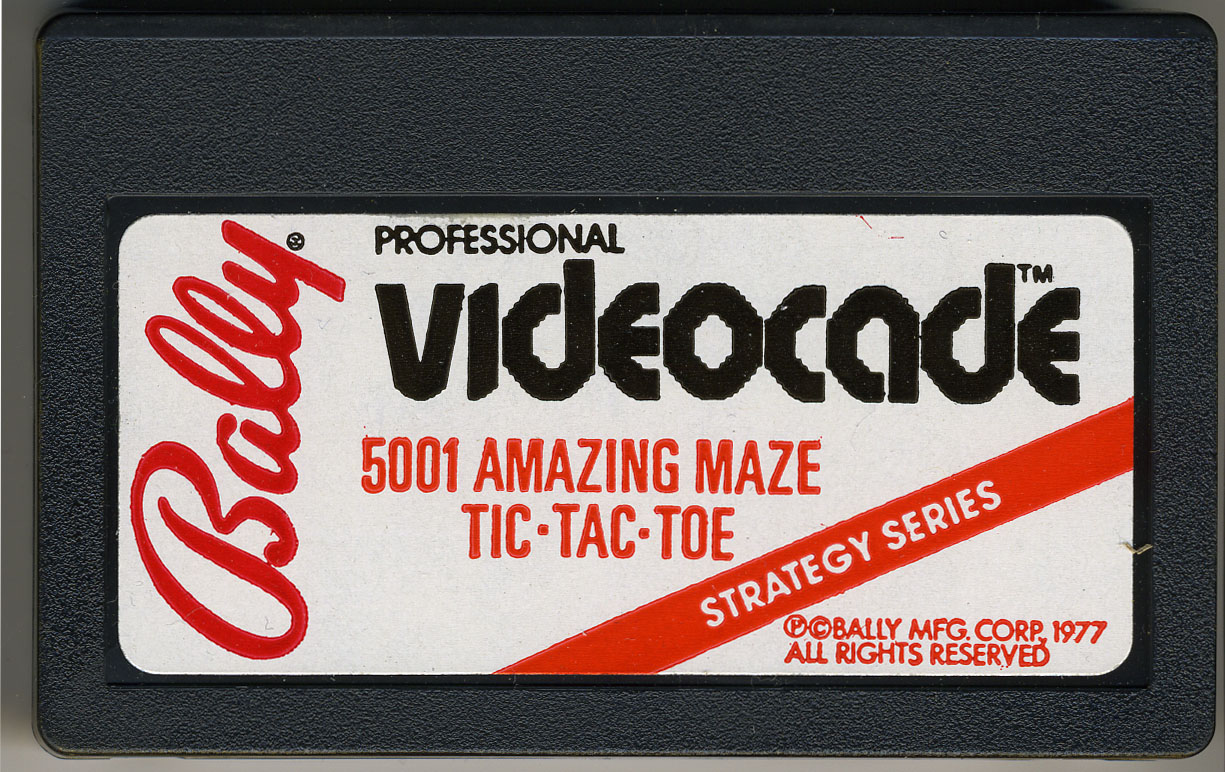 Bally®
PROFESSIONAL
VIDEOCADE™
5001 AMAZING MAZE
TIC·TAC·TOE
STRATEGY SERIES
℗©BALLY MFG. CORP. 1977
ALL RIGHTS RESERVED